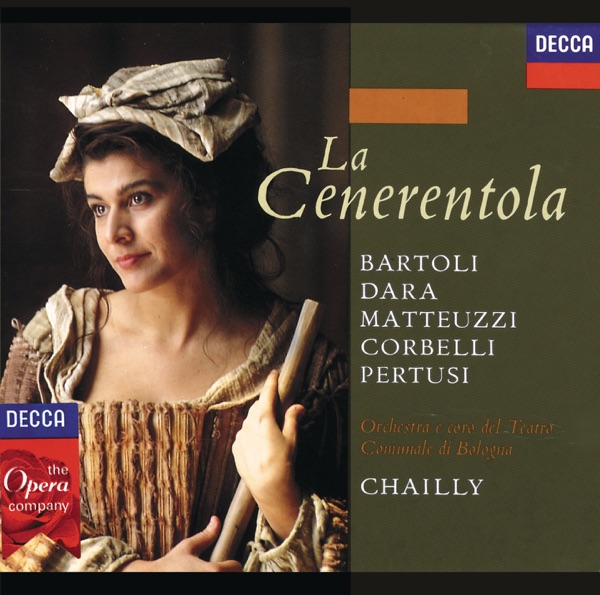 DECCA
La
Cenerentola
BARTOLI
DARA
MATTEUZZI
CORBELLI
PERTUSI
Orchestra e coro del Teatro
Comunale di Bologna
CHAILLY
DECCA
the
Opera
company